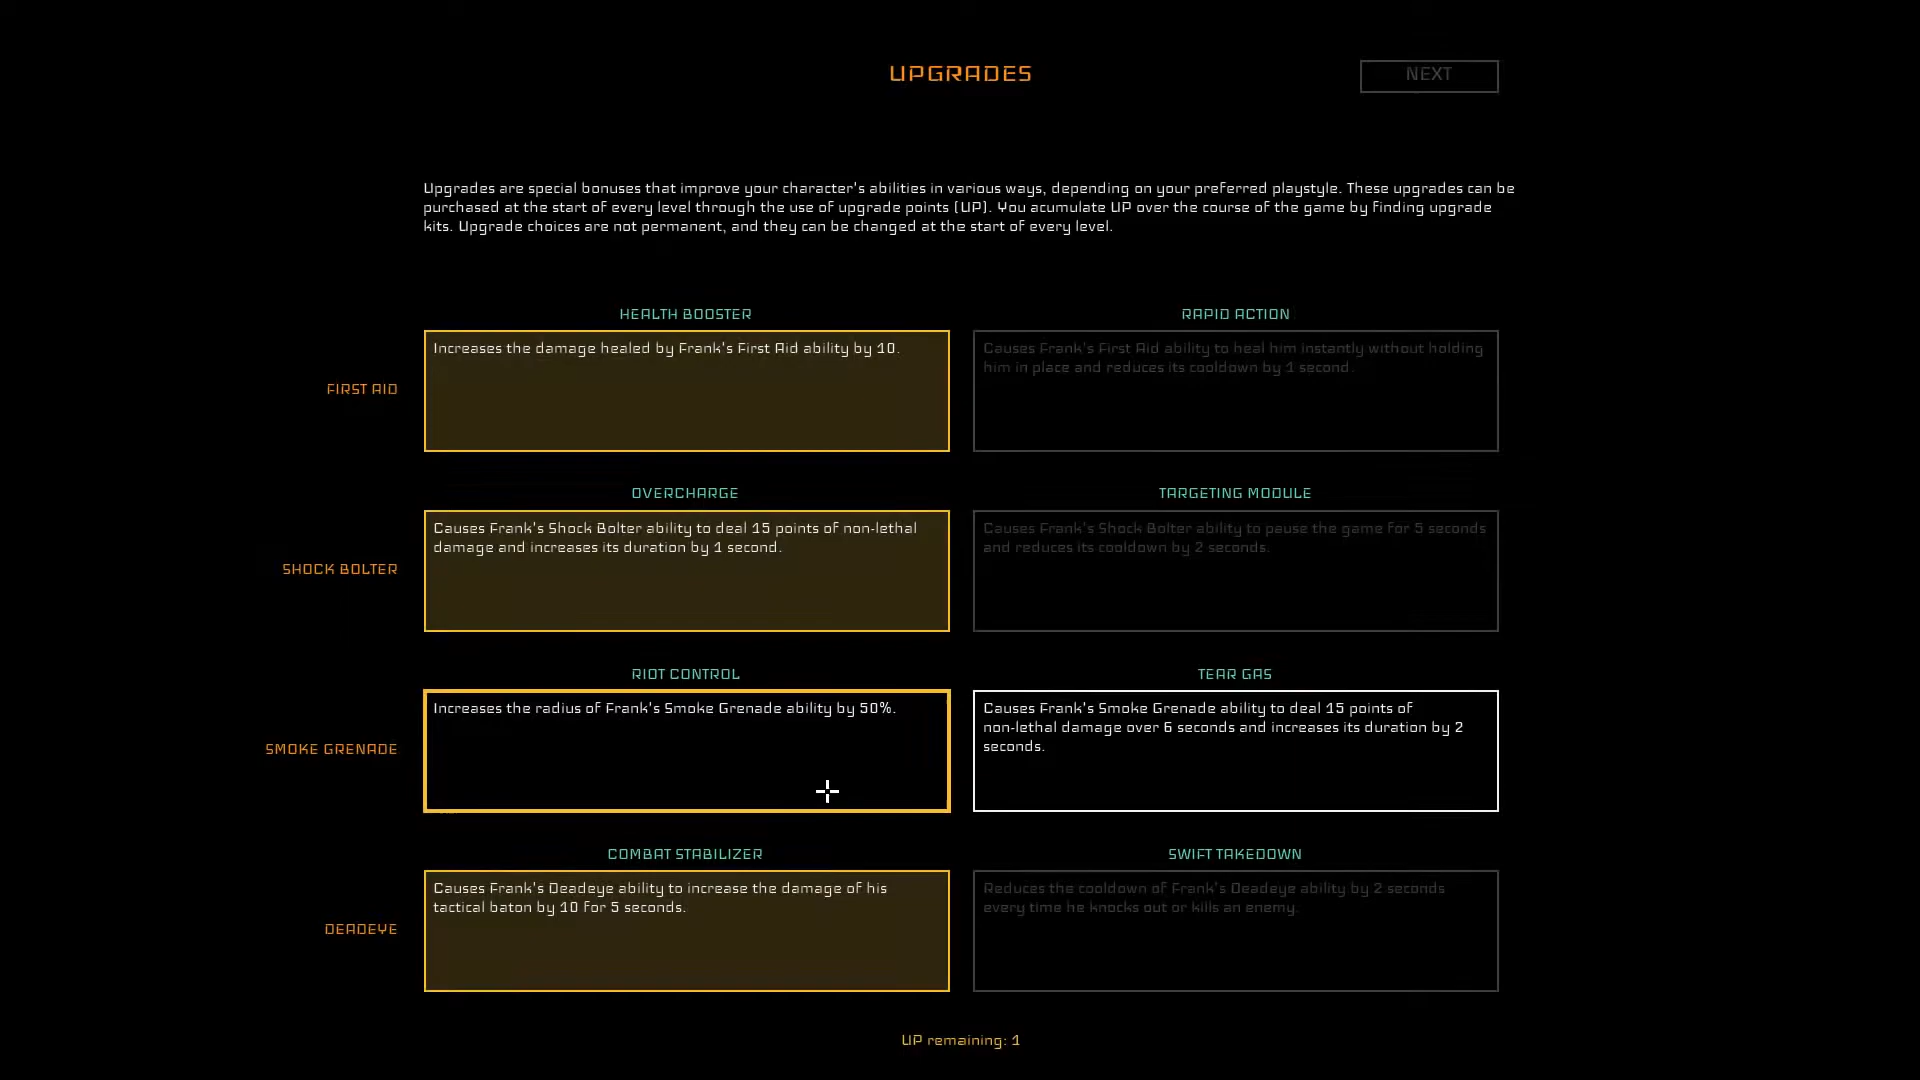 UPGRADES
NEXT
Upgrades are special bonuses that improve your character's abilities in various ways, depending on your preferred playstyle. These upgrades can be
purchased at the start of every level through the use of upgrade points (UP). You acumulate UP over the course of the game by finding upgrade
kits. Upgrade choices are not permanent, and they can be changed at the start of every level.
HEALTH BOOSTER
RAPID ACTION
FIRST AID
Increases the damage healed by Frank's First Aid ability by 10.
Causes Frank's First Aid ability to heal him instantly without holding
him in place and reduces its cooldown by 1 second.
OVERCHARGE
TARGETING MODULE
SHOCK BOLTER
Causes Frank's Shock Bolter ability to deal 15 points of non-lethal
damage and increases its duration by 1 second.
Causes Frank's Shock Bolter ability to pause the game for 5 seconds
and reduces its cooldown by 2 seconds.
RIOT CONTROL
TEAR GAS
SMOKE GRENADE
Increases the radius of Frank's Smoke Grenade ability by 50%.
Causes Frank's Smoke Grenade ability to deal 15 points of
non-lethal damage over 6 seconds and increases its duration by 2
seconds.
COMBAT STABILIZER
SWIFT TAKEDOWN
DEADEYE
Causes Frank's Deadeye ability to increase the damage of his
tactical baton by 10 for 5 seconds.
Reduces the cooldown of Frank's Deadeye ability by 2 seconds
every time he knocks out or kills an enemy.
UP remaining: 1